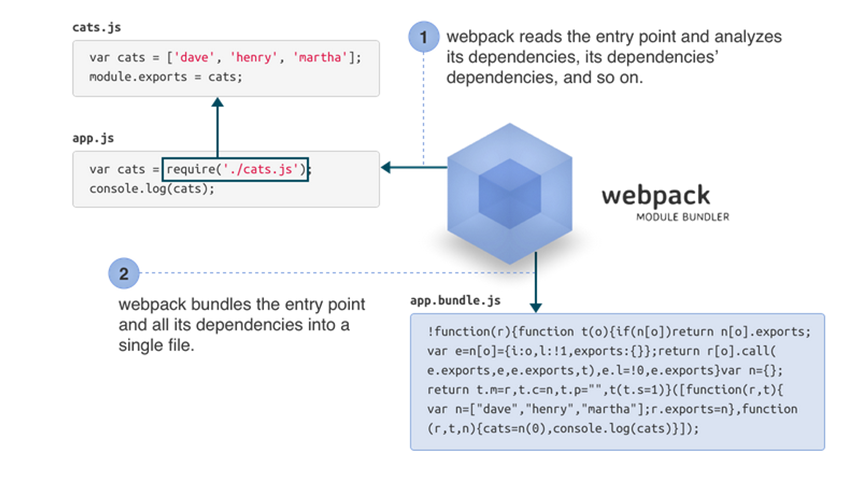 cats.js
var cats = ['dave', 'henry', 'martha'];
module.exports = cats;
app.js
var cats = require('./cats.js');
console.log(cats);
1
webpack reads the entry point and analyzes
its dependencies, its dependencies’
dependencies, and so on.
webpack
MODULE BUNDLER
2
webpack bundles the entry point
and all its dependencies into a
single file.
app.bundle.js
!function(r){function t(o){if(n[o])return n[o].exports;
var e=n[o]={i:o,l:!1,exports:{}};return r[o].call(
e.exports,e,e.exports,t),e.l=!0,e.exports}var n={};
return t.m=r,t.c=n,t.p="",t(t.s=1)}([function(r,t){
var n=["dave","henry","martha"];r.exports=n},function
(r,t,n){cats=n(0),console.log(cats)}]);